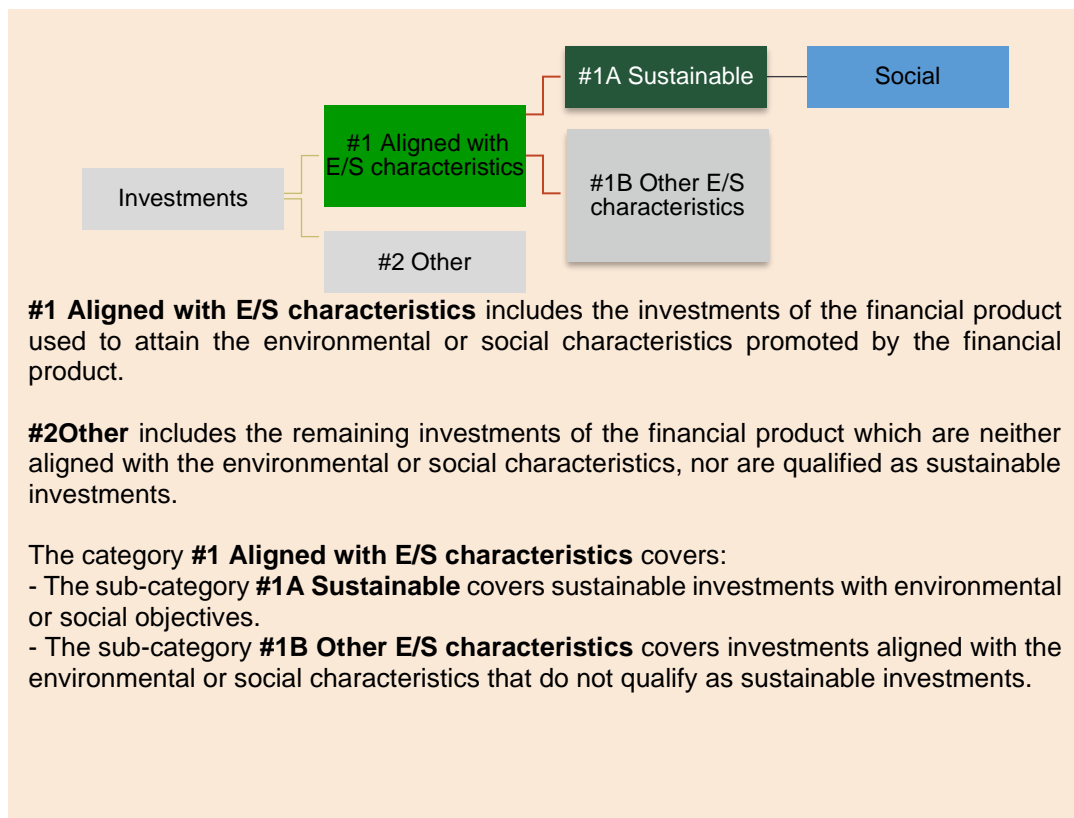 #1A Sustainable
Social
#1 Aligned with
E/S characteristics
#1B Other E/S
characteristics
Investments
#2 Other
#1 Aligned with E/S characteristics includes the investments of the financial product
used to attain the environmental or social characteristics promoted by the financial
product.
#2Other includes the remaining investments of the financial product which are neither
aligned with the environmental or social characteristics, nor are qualified as sustainable
investments.
The category #1 Aligned with E/S characteristics covers:
- The sub-category #1A Sustainable covers sustainable investments with environmental
or social objectives.
- The sub-category #1B Other E/S characteristics covers investments aligned with the
environmental or social characteristics that do not qualify as sustainable investments.